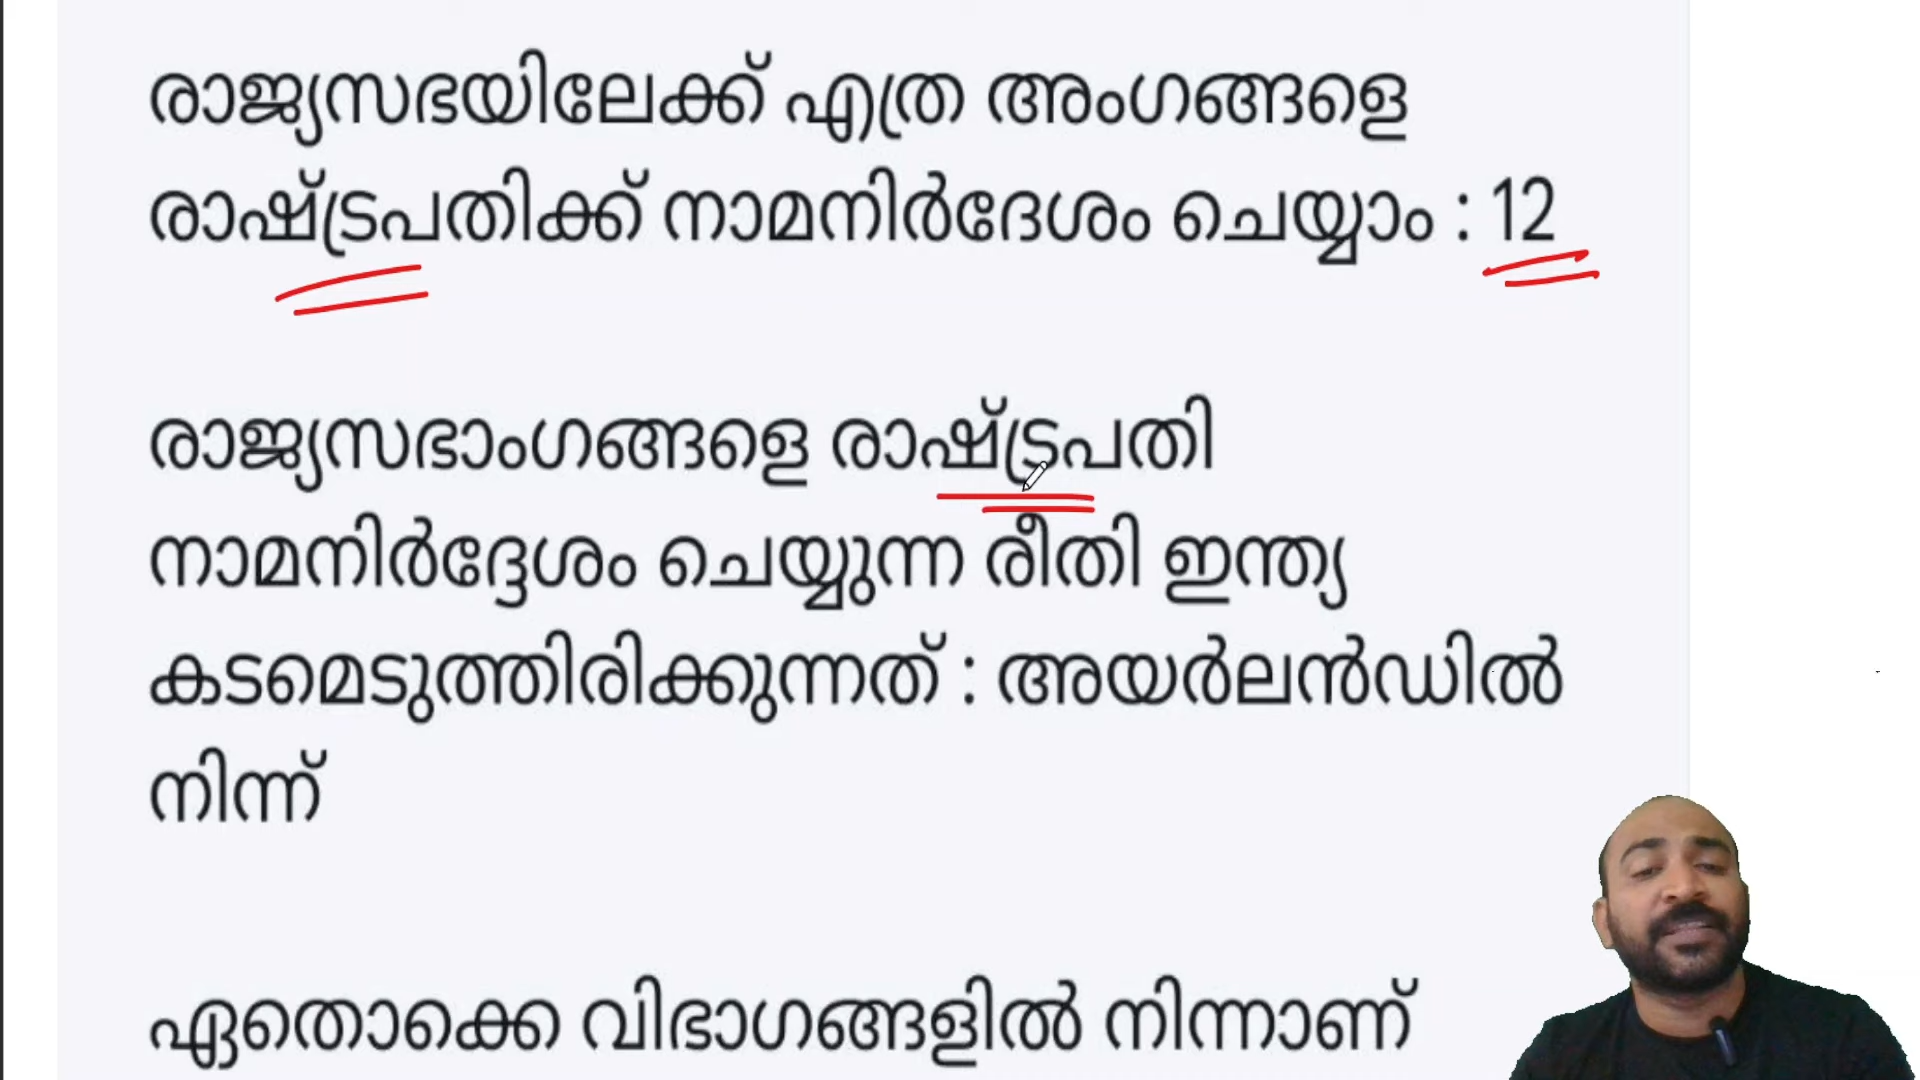 രാജ്യസഭയിലേക്ക് എത്ര അംഗങ്ങളെ
രാഷ്ട്രപതിക്ക് നാമനിർദേശം ചെയ്യാം : 12
രാജ്യസഭാംഗങ്ങളെ രാഷ്ട്രപതി
നാമനിർദ്ദേശം ചെയ്യുന്ന രീതി ഇന്ത്യ
കടമെടുത്തിരിക്കുന്നത് : അയർലൻഡിൽ
നിന്ന്
ഏതൊക്കെ വിഭാഗങ്ങളിൽ നിന്നാണ്